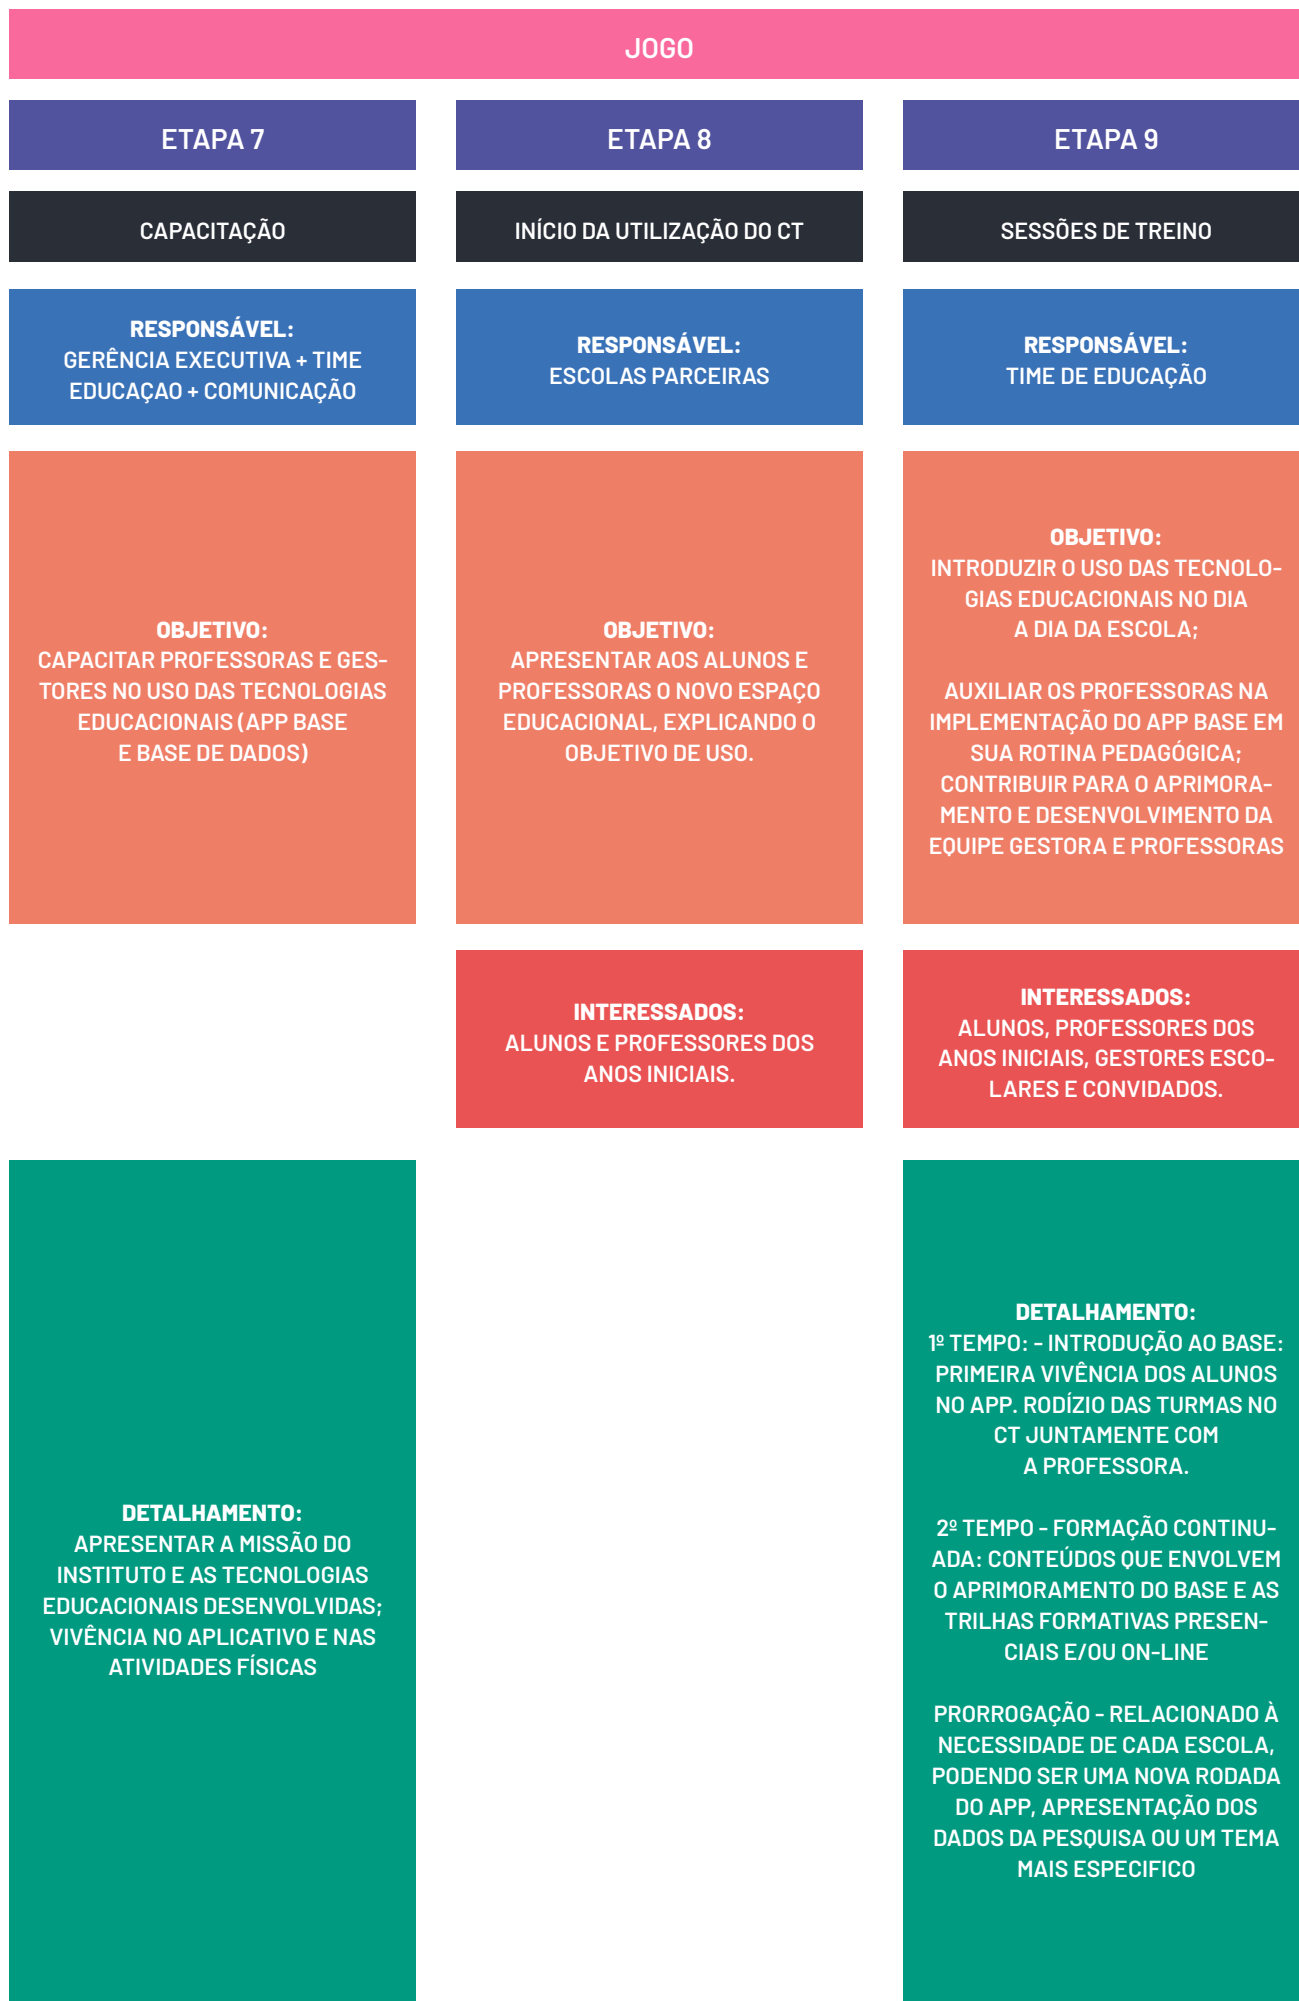 JOGO
ETAPA 7
CAPACITAÇÃO
RESPONSÁVEL:
GERÊNCIA EXECUTIVA + TIME
EDUCAÇAO + COMUNICAÇÃO
OBJETIVO:
CAPACITAR PROFESSORAS E GES-
TORES NO USO DAS TECNOLOGIAS
EDUCACIONAIS (APP BASE
E BASE DE DADOS)
DETALHAMENTO:
APRESENTAR A MISSÃO DO
INSTITUTO E AS TECNOLOGIAS
EDUCACIONAIS DESENVOLVIDAS;
VIVÊNCIA NO APLICATIVO E NAS
ATIVIDADES FÍSICAS
ETAPA 8
INÍCIO DA UTILIZAÇÃO DO CT
RESPONSÁVEL:
ESCOLAS PARCEIRAS
OBJETIVO:
APRESENTAR AOS ALUNOS E
PROFESSORAS O NOVO ESPAÇO
EDUCACIONAL, EXPLICANDO O
OBJETIVO DE USO.
INTERESSADOS:
ALUNOS E PROFESSORES DOS
ANOS INICIAIS.
ETAPA 9
SESSÕES DE TREINO
RESPONSÁVEL:
TIME DE EDUCAÇÃO
OBJETIVO:
INTRODUZIR O USO DAS TECNOLO-
GIAS EDUCACIONAIS NO DIA
A DIA DA ESCOLA;
AUXILIAR OS PROFESSORAS NA
IMPLEMENTAÇÃO DO APP BASE EM
SUA ROTINA PEDAGÓGICA;
CONTRIBUIR PARA O APRIMORA-
MENTO E DESENVOLVIMENTO DA
EQUIPE GESTORA E PROFESSORAS
INTERESSADOS:
ALUNOS, PROFESSORES DOS
ANOS INICIAIS, GESTORES ESCO-
LARES E CONVIDADOS.
DETALHAMENTO:
1º TEMPO: - INTRODUÇÃO AO BASE:
PRIMEIRA VIVÊNCIA DOS ALUNOS
NO APP. RODÍZIO DAS TURMAS NO
CT JUNTAMENTE COM
A PROFESSORA.
2º TEMPO - FORMAÇÃO CONTINU-
ADA: CONTEÚDOS QUE ENVOLVEM
O APRIMORAMENTO DO BASE E AS
TRILHAS FORMATIVAS PRESEN-
CIAIS E/OU ON-LINE
PRORROGAÇÃO - RELACIONADO À
NECESSIDADE DE CADA ESCOLA,
PODENDO SER UMA NOVA RODADA
DO APP, APRESENTAÇÃO DOS
DADOS DA PESQUISA OU UM TEMA
MAIS ESPECIFICO